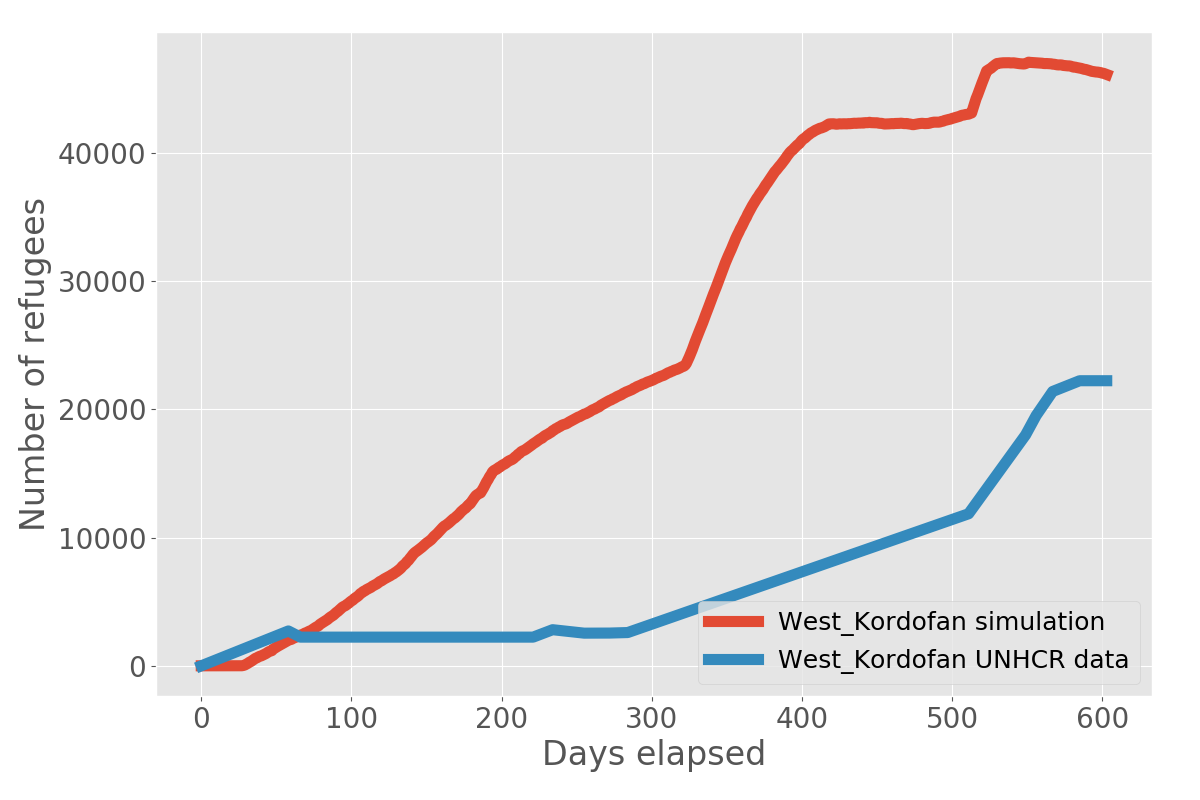 Number of refugees
40000
30000
20000
10000
0
0 100 200 300 400 500 600
Days elapsed
West_Kordofan simulation
West_Kordofan UNHCR data